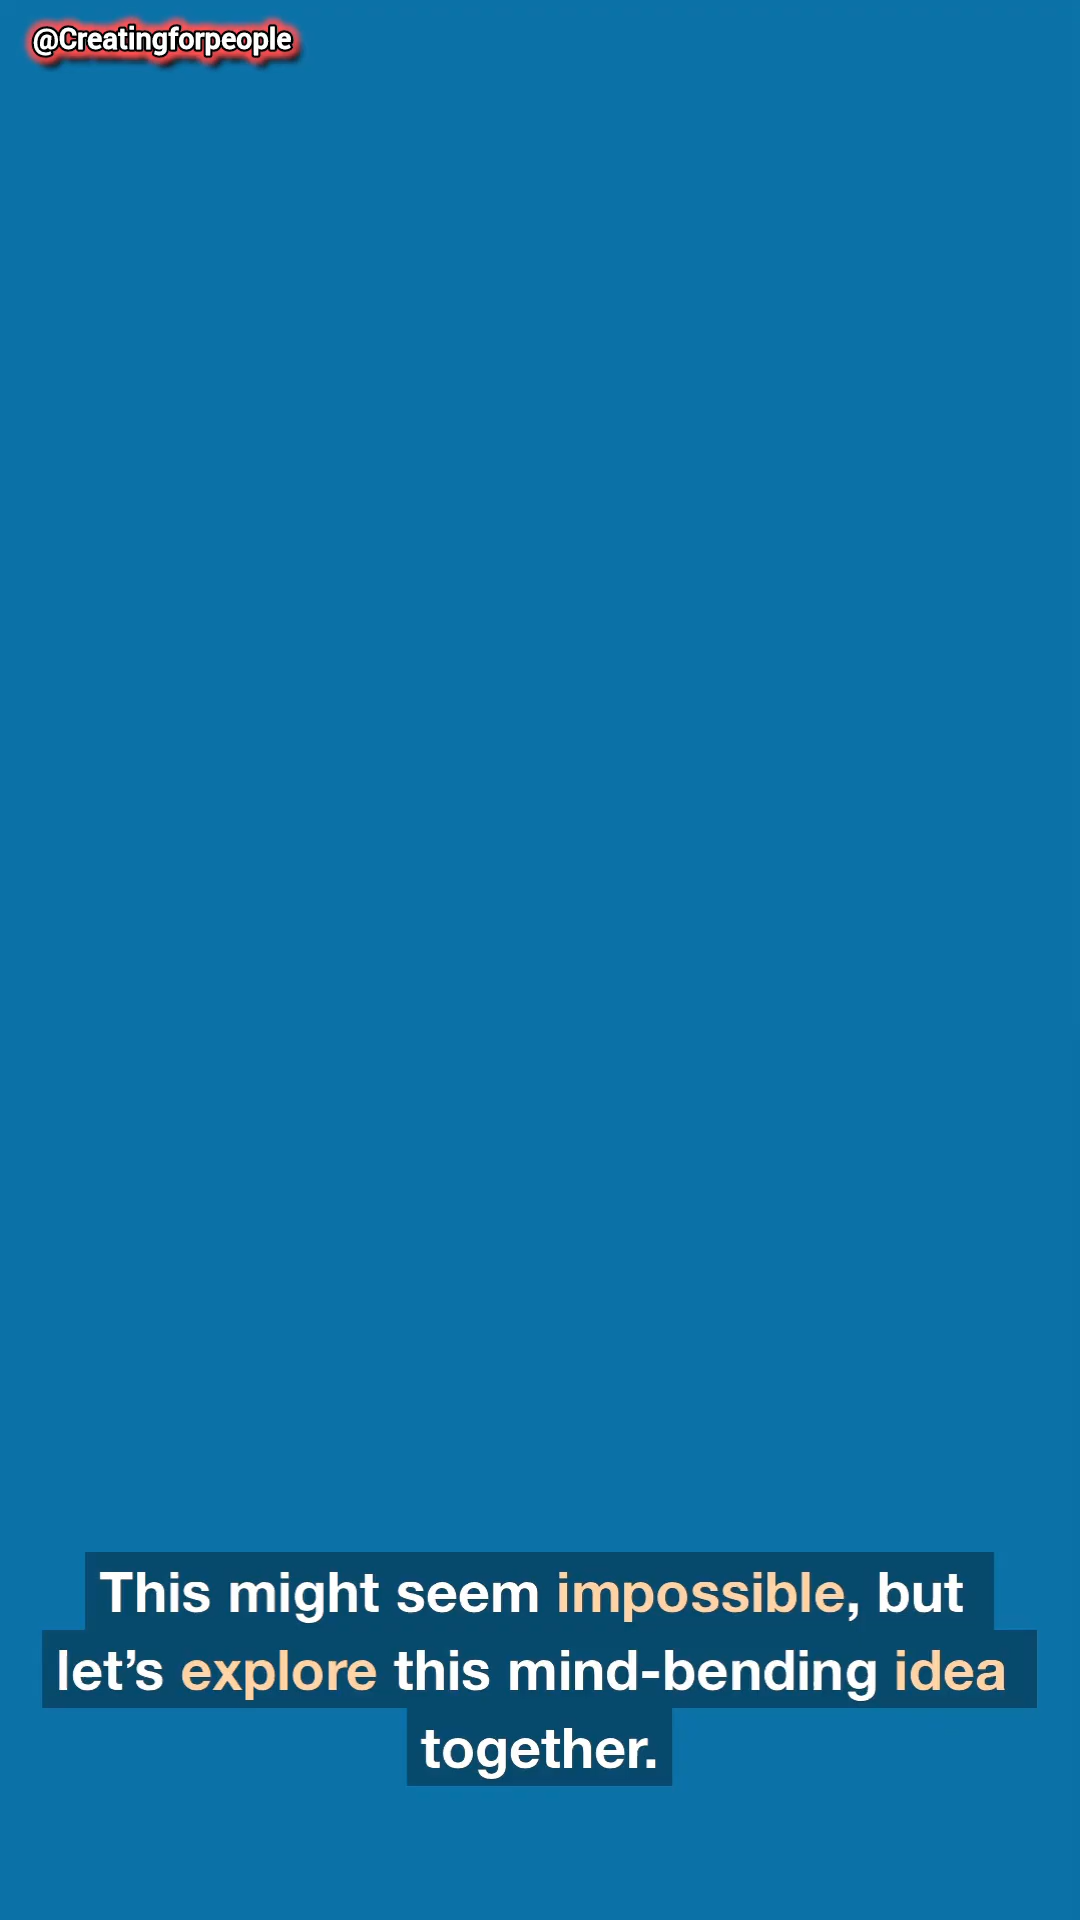 @Creatingforpeople
This might seem impossible, but
let’s explore this mind-bending idea
together.